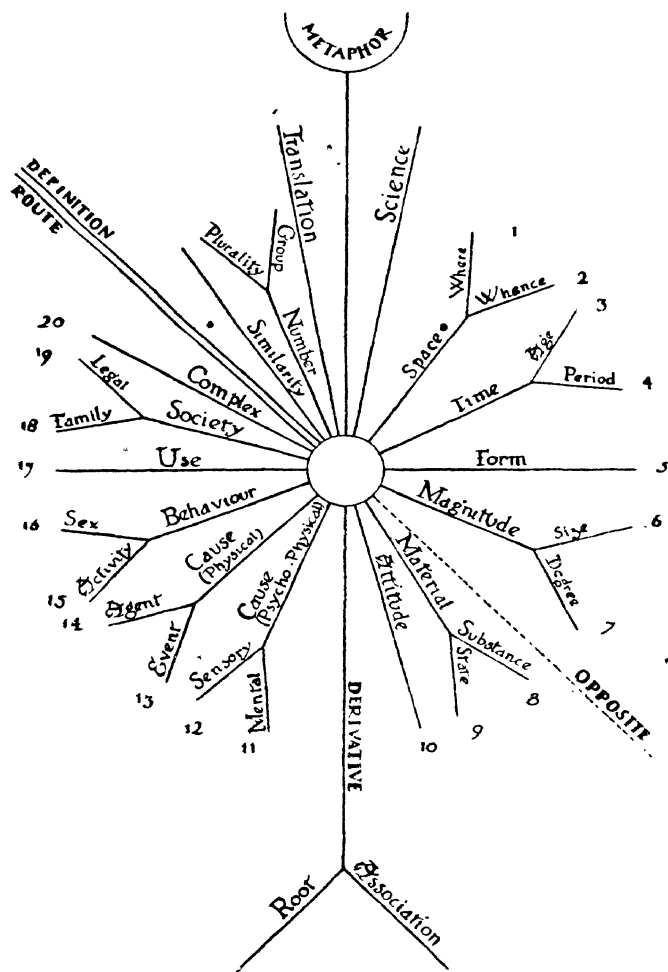 METAPHOR
Translation
Science
DEFINITION
ROUTE
Plurality
Group
Number
Similarity
Complex
20
Space
Where
1
Whence
2
Time
Age
3
Period
4
Form
5
Magnitude
Size
6
Degree
7
OPPOSITE
Material
Substance
8
State
9
Attitude
10
DERIVATIVE
Root
Association
Cause
(Psycho-Physical)
Mental
11
Sensory
12
Cause
(Physical)
Event
13
Agent
14
Behaviour
Activity
15
Sex
16
Use
17
Society
Family
18
Legal
19